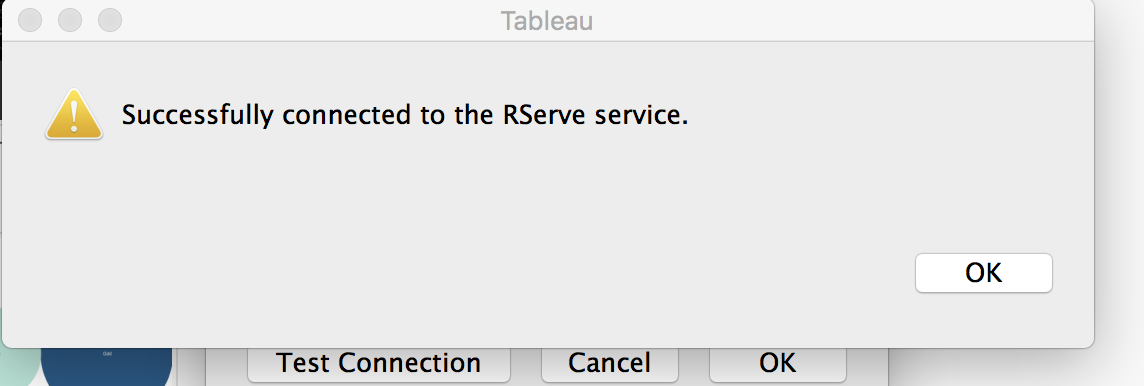 Tableau
Successfully connected to the RServe service.
OK
Test Connection
Cancel
OK